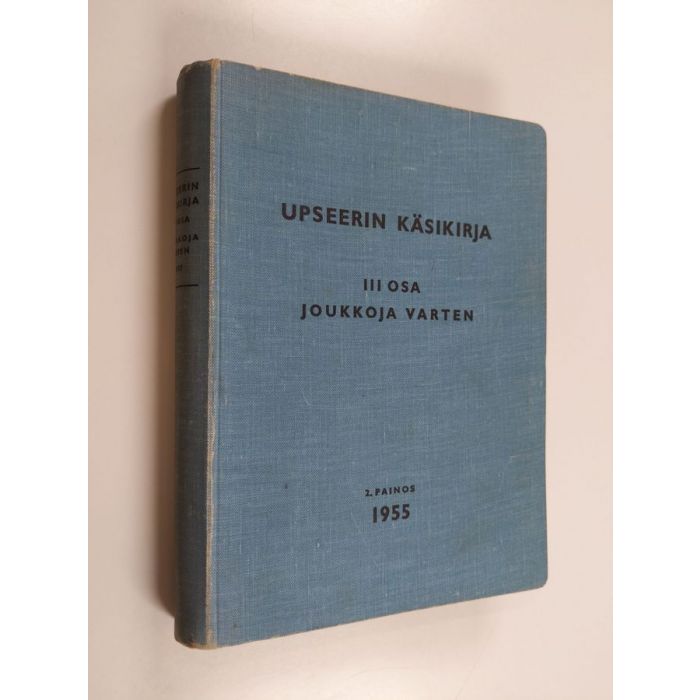 UPSEERIN KÄSIKIRJA
III OSA
JOUKKOJA VARTEN
2. PAINOS
1955